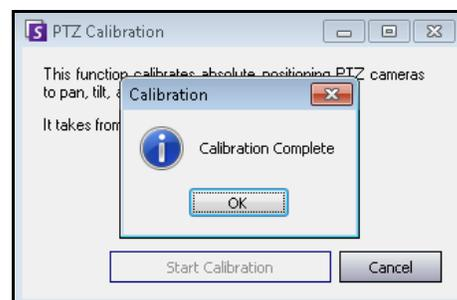 PTZ Calibration
This function calibrates absolute positioning PTZ cameras
to pan, tilt,
It takes from
Calibration
Calibration Complete
OK
Start Calibration
Cancel